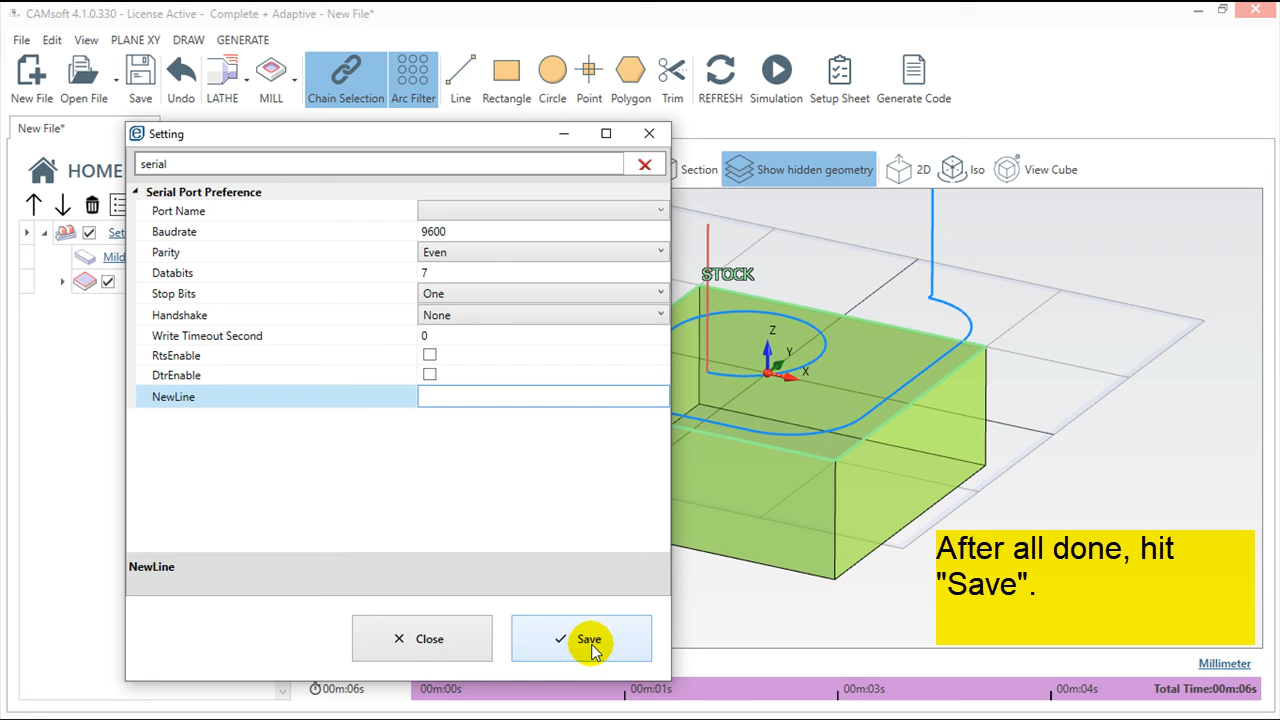 CAMsoft 4.1.0.330 - License Active - Complete + Adaptive - New File*
File Edit View PLANE XY DRAW GENERATE
New File Open File Save Undo LATHE MILL Chain Selection Arc Filter Line Rectangle Circle Point Polygon Trim REFRESH Simulation Setup Sheet Generate Code
New File*
HOME
Section Show hidden geometry 2D Iso View Cube
Set
Mild
Setting
serial
Serial Port Preference
Port Name
Baudrate 9600
Parity Even
Databits 7
Stop Bits One
Handshake None
Write Timeout Second 0
RtsEnable
DtrEnable
NewLine
NewLine
Close Save
STOCK
Z
Y
X
After all done, hit
"Save".
Millimeter
00m:06s 00m:00s 00m:01s 00m:03s 00m:04s Total Time:00m:06s